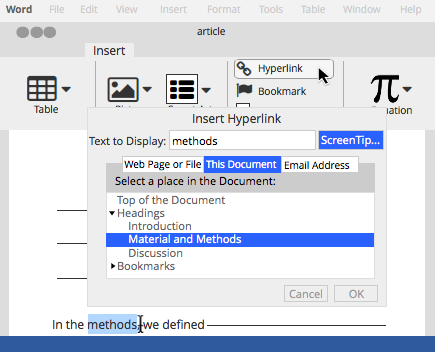 Word File Edit View Insert Format Tools Table Window Help
article
Insert
Hyperlink
Bookmark
Table
Insert Hyperlink
Text to Display: methods ScreenTip...
Web Page or File This Document Email Address
Select a place in the Document:
Top of the Document
Headings
Introduction
Material and Methods
Discussion
Bookmarks
Cancel OK
In the methods, we defined